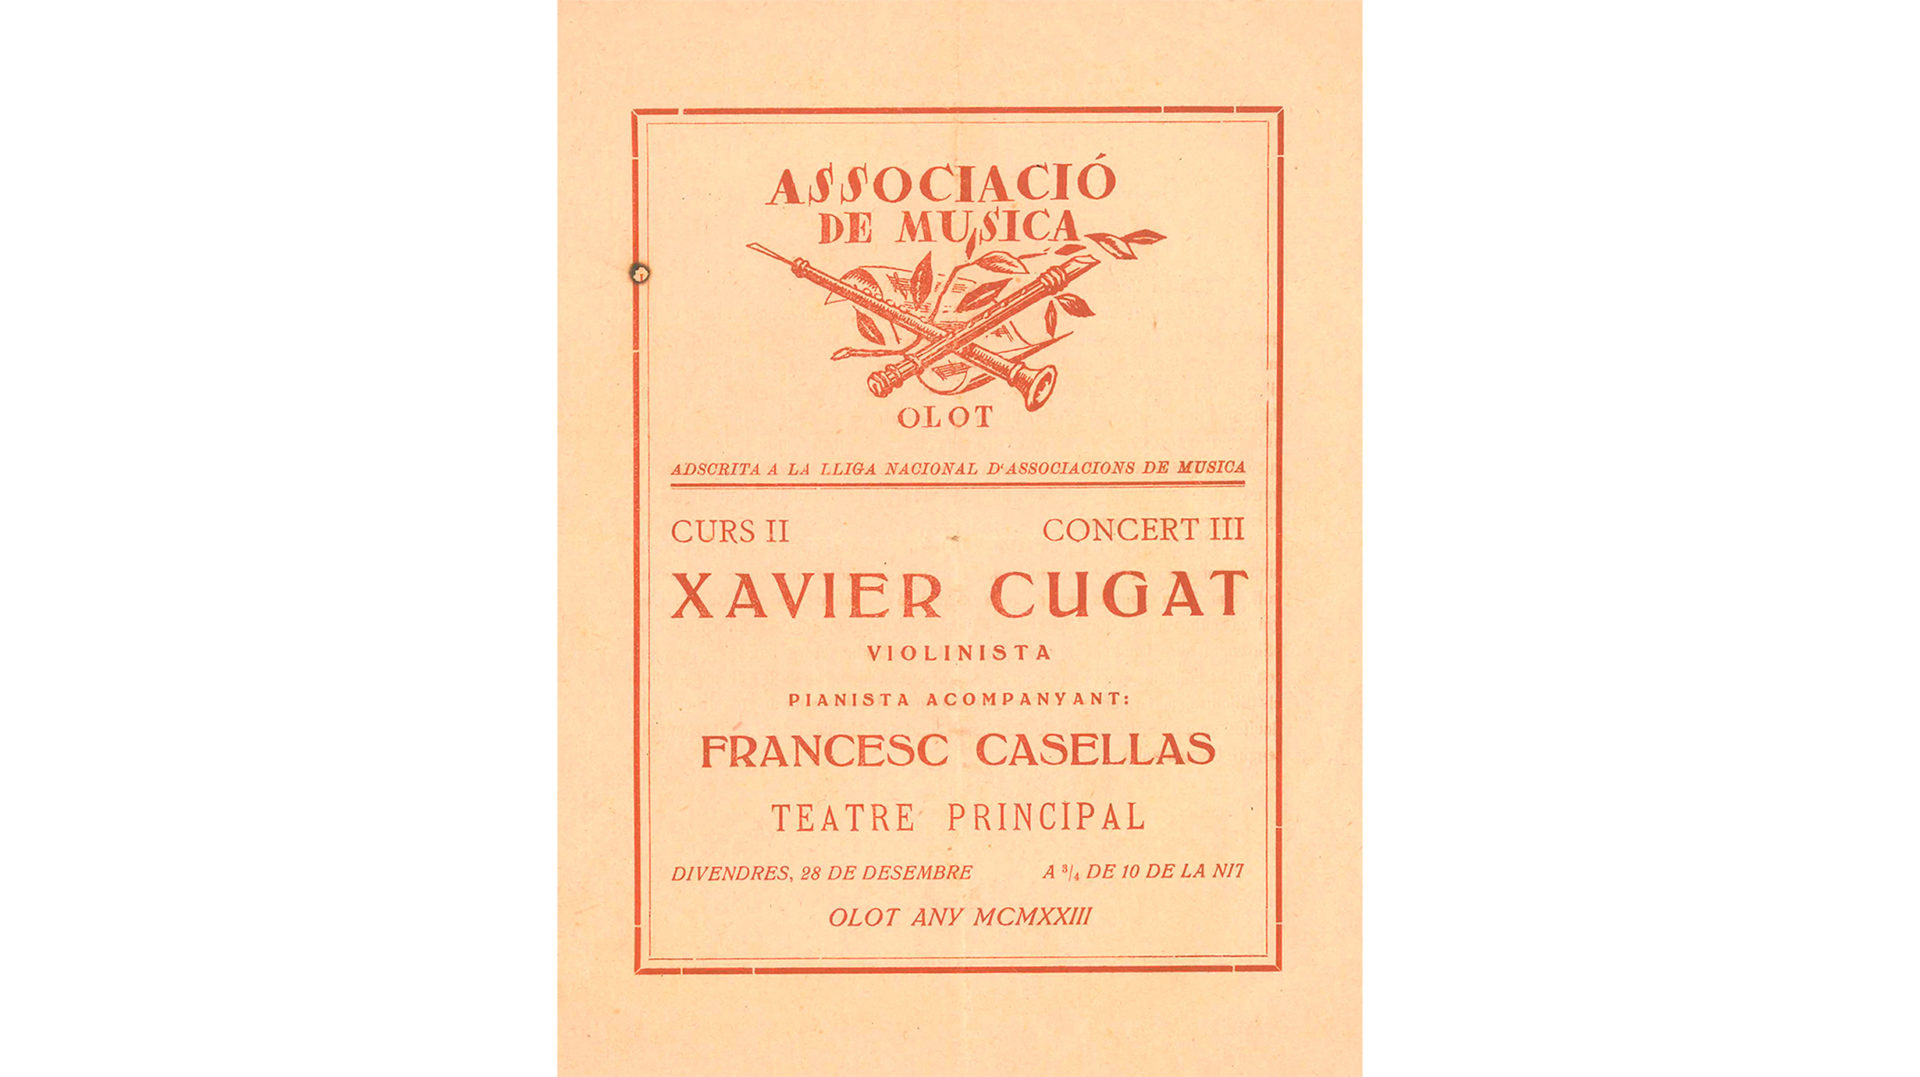 ASSOCIACIÓ
DE MUSICA
OLOT
ADSCRITA A LA LLIGA NACIONAL D'ASSOCIACIONS DE MUSICA
CURS II CONCERT III
XAVIER CUGAT
VIOLINISTA
PIANISTA ACOMPANYANT:
FRANCESC CASELLAS
TEATRE PRINCIPAL
DIVENDRES, 28 DE DESEMBRE A 3/4 DE 10 DE LA NIT
OLOT ANY MCMXXIII